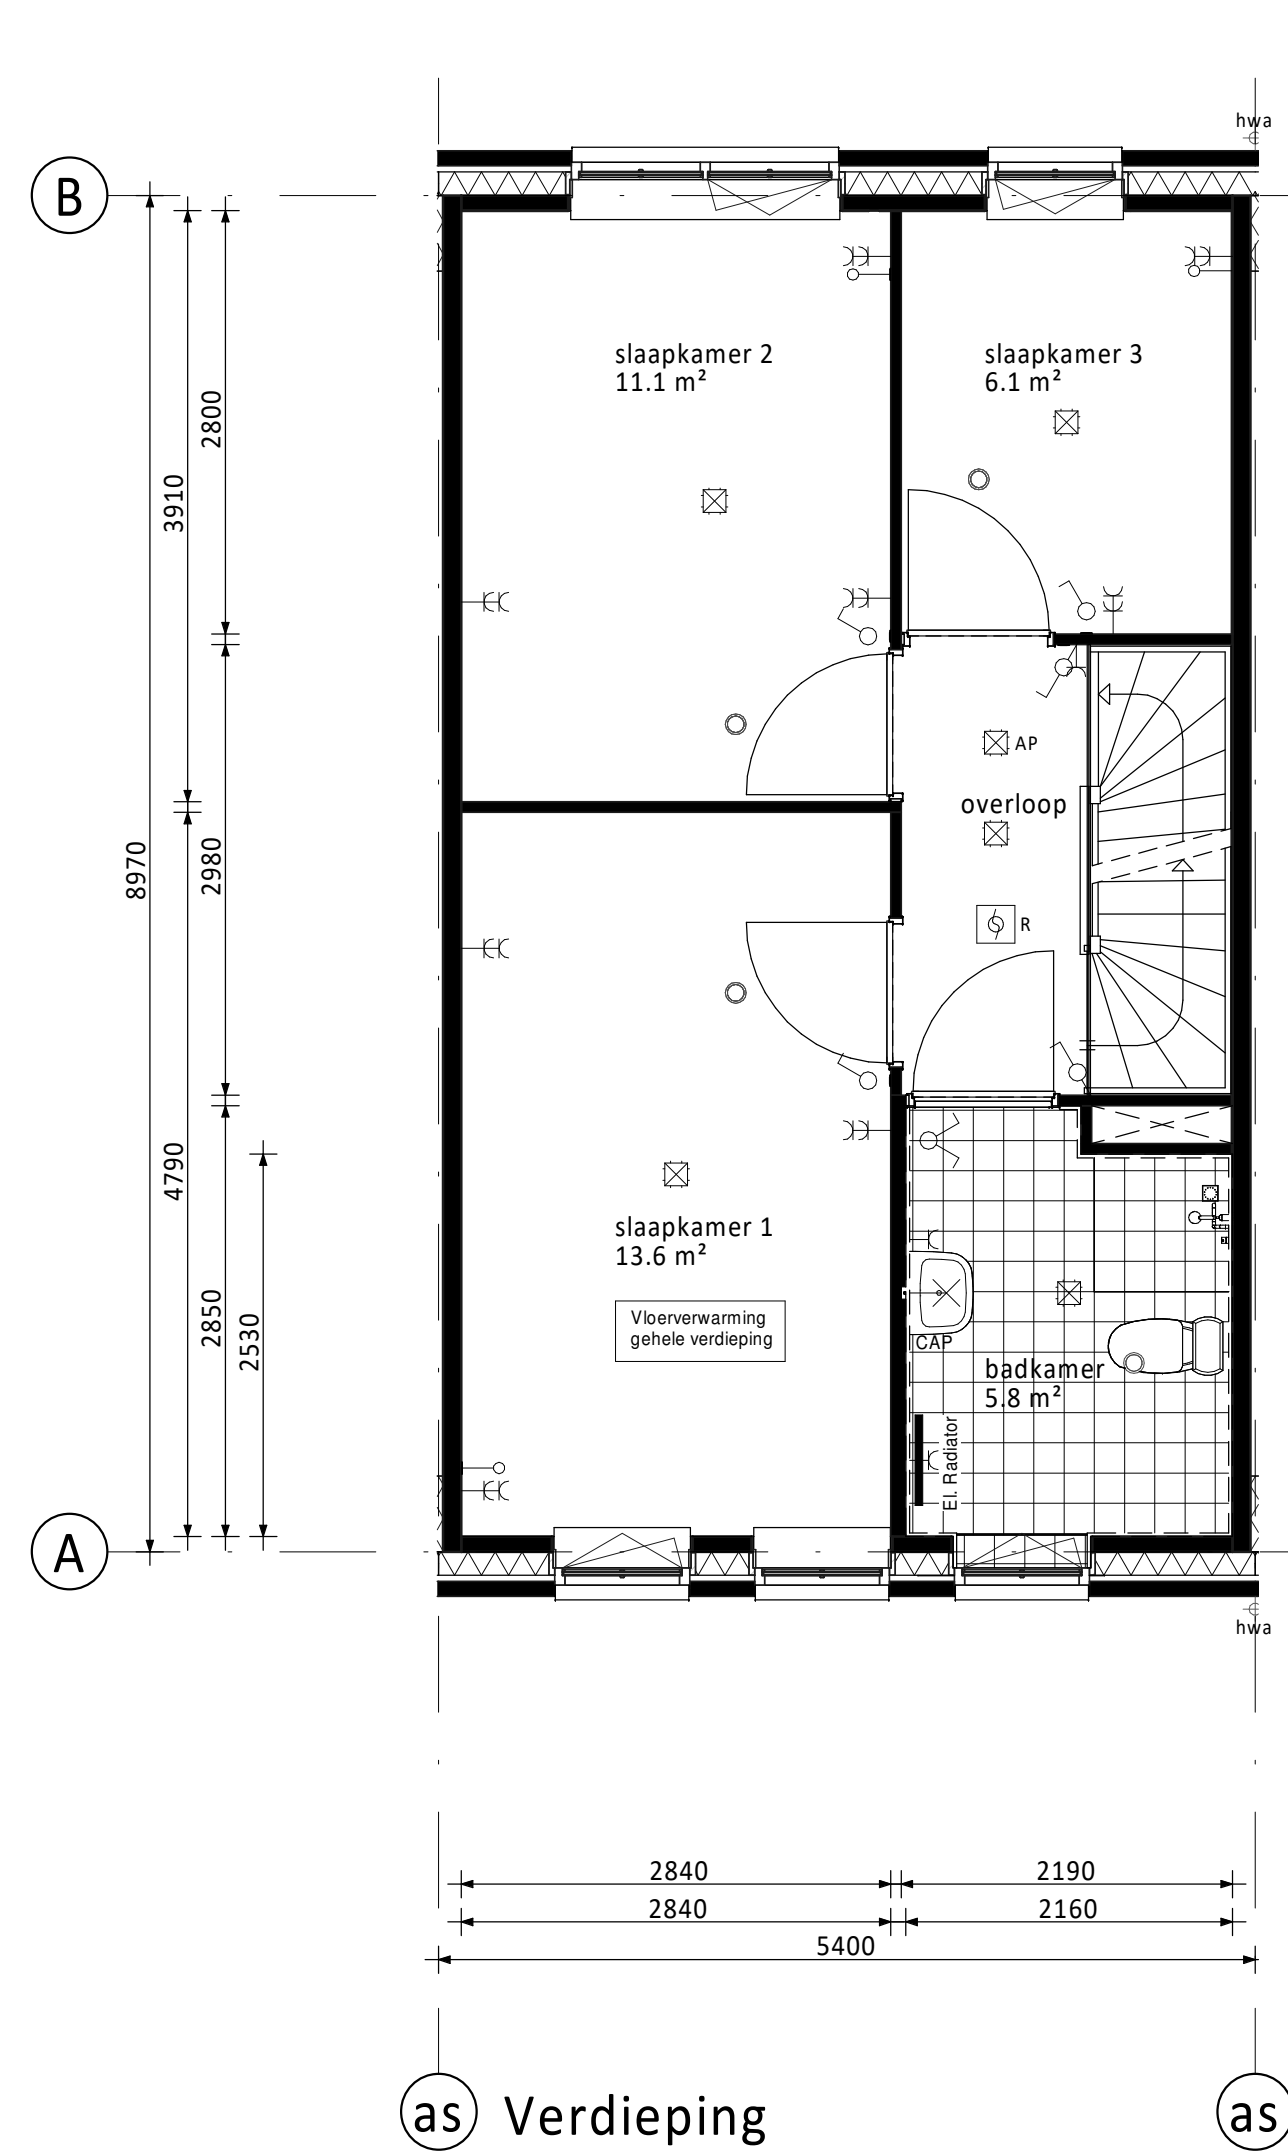 hwa
B
slaapkamer 2
11.1 m²
slaapkamer 3
6.1 m²
2800
3910
AP
overloop
8970
2980
R
4790
slaapkamer 1
13.6 m²
Vloerverwarming
gehele verdieping
2850
2530
CAP
badkamer
5.8 m²
El. Radiator
A
hwa
2840
2190
2840
2160
5400
as
Verdieping
as